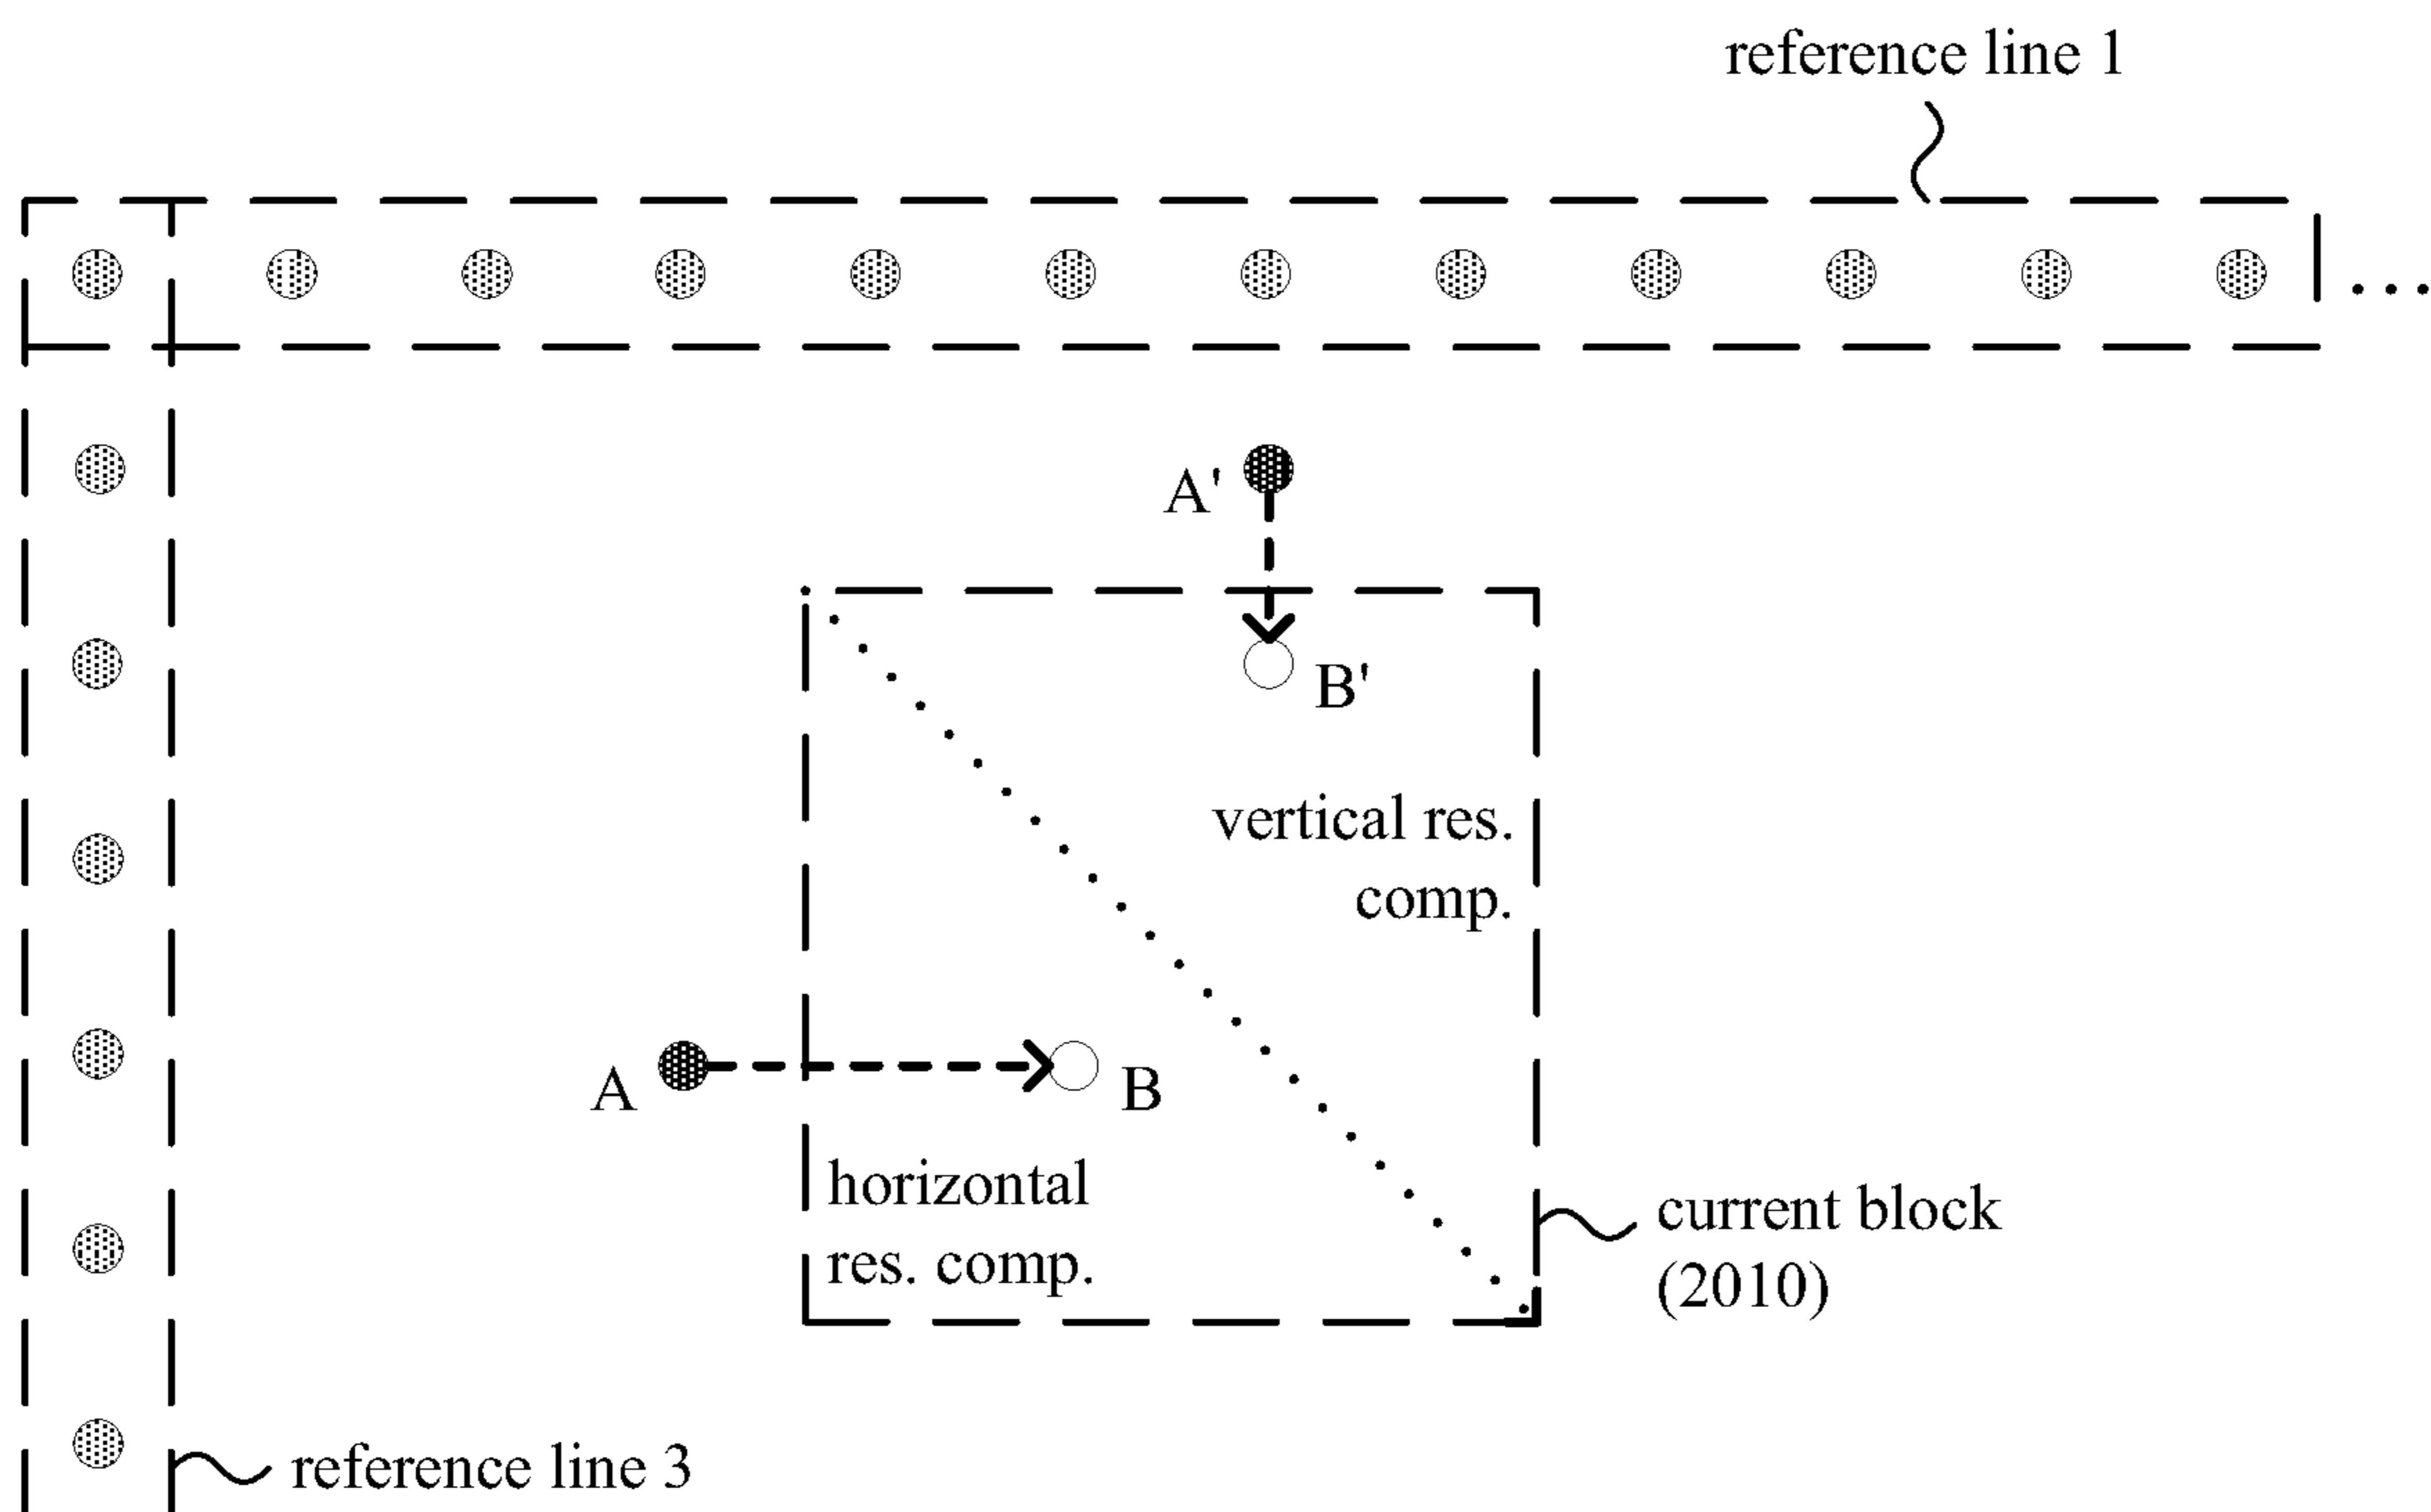 reference line 1
...
A'
B'
vertical res.
comp.
A
B
horizontal
res. comp.
current block
(2010)
reference line 3